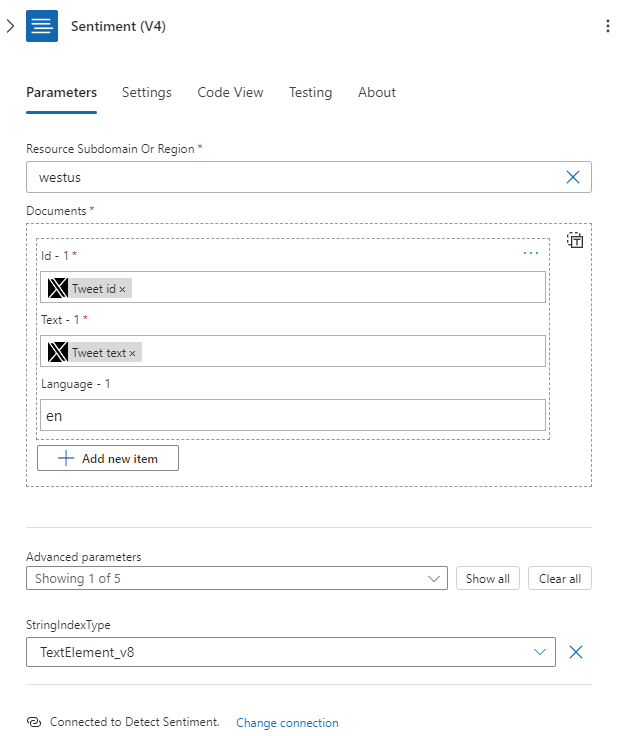 Sentiment (V4)
Parameters Settings Code View Testing About
Resource Subdomain Or Region *
westus
Documents *
Id - 1 *
Tweet id ×
Text - 1 *
Tweet text ×
Language - 1
en
Add new item
Advanced parameters
Showing 1 of 5 Show all Clear all
StringIndexType
TextElement_v8
Connected to Detect Sentiment. Change connection